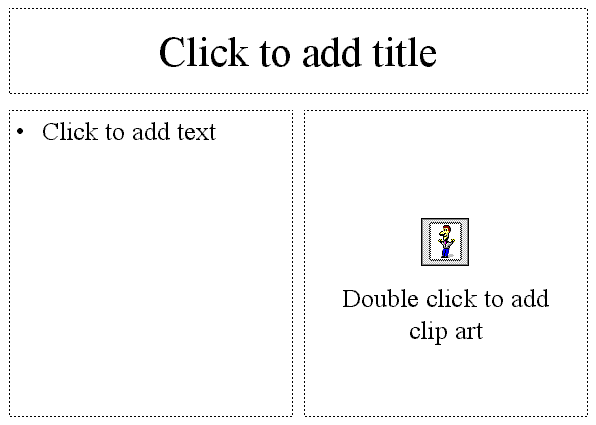 Click to add title
• Click to add text
Double click to add
clip art